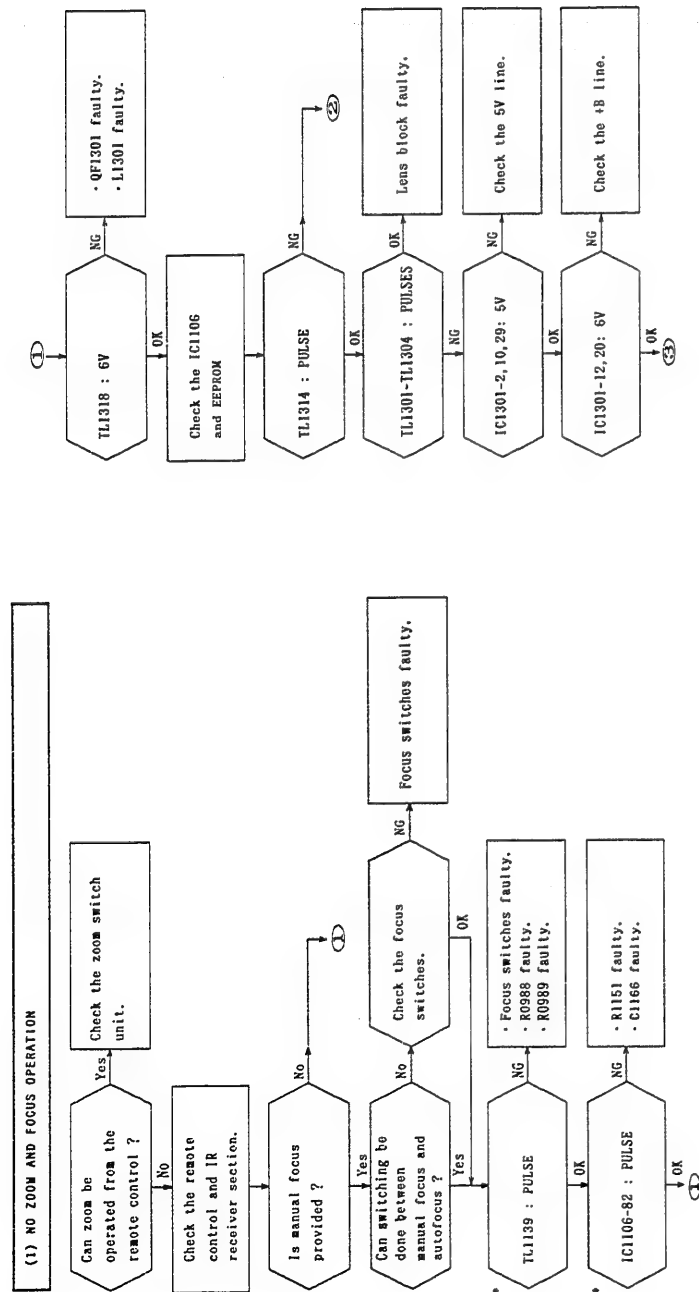 (1) NO ZOOM AND FOCUS OPERATION
Can zoom be
operated from the
remote control ?
Yes
Check the zoom switch
unit.
No
Check the remote
control and IR
receiver section.
Is manual focus
provided ?
No
①
Yes
Can switching be
done between
manual focus and
autofocus ?
No
Check the focus
switches.
NG
Focus switches faulty.
OK
Yes
TL1139 : PULSE
NG
・Focus switches faulty.
・R0988 faulty.
・R0989 faulty.
OK
IC1106-82 : PULSE
NG
・R1151 faulty.
・C1166 faulty.
OK
①
①
TL1318 : 6V
NG
・QF1301 faulty.
・L1301 faulty.
OK
Check the IC1106
and EEPROM
TL1314 : PULSE
NG
②
OK
TL1301-TL1304 : PULSES
OK
Lens block faulty.
NG
IC1301-2,10,29: 5V
NG
Check the 5V line.
OK
IC1301-12,20: 6V
NG
Check the +B line.
OK
③